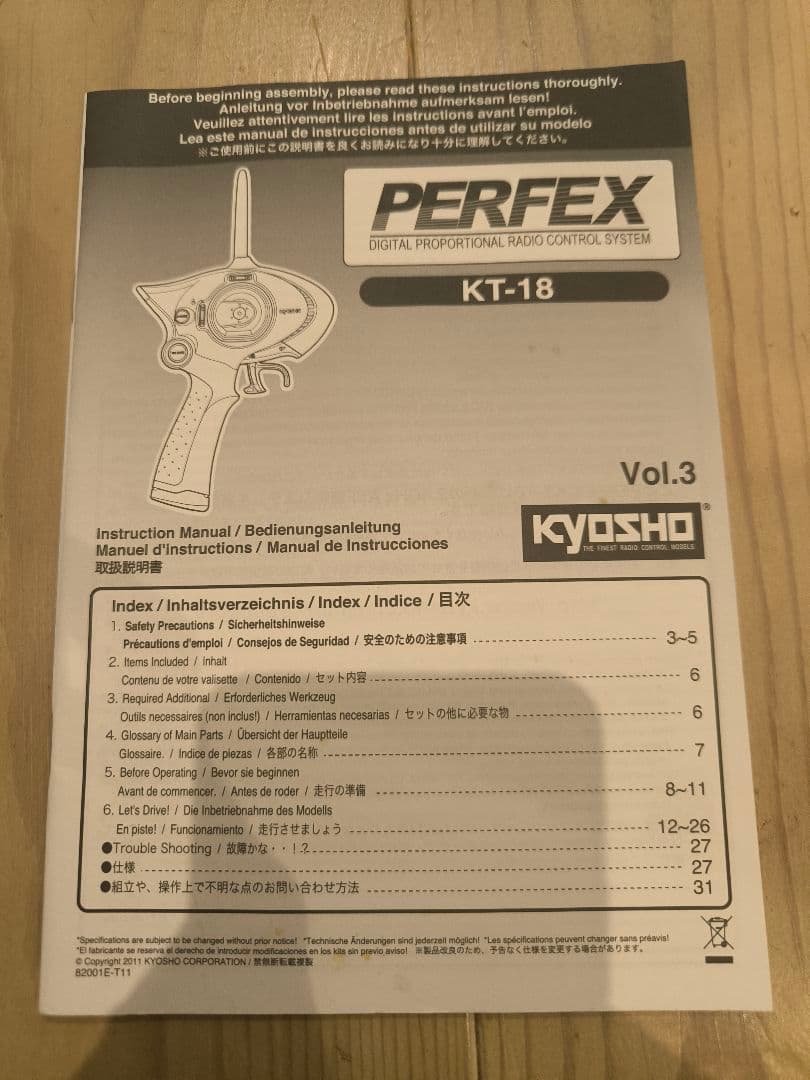 Before beginning assembly, please read these instructions thoroughly.
Anleitung vor Inbetriebnahme aufmerksam lesen!
Veuillez attentivement lire les instructions avant l'emploi.
Lea este manual de instrucciones antes de utilizar su modelo
※ご使用前にこの説明書を良くお読みになり十分に理解してください。
PERFEX
DIGITAL PROPORTIONAL RADIO CONTROL SYSTEM
KT-18
KYOSHO
Vol.3
Instruction Manual / Bedienungsanleitung
Manuel d'instructions / Manual de Instrucciones
取扱説明書
KYOSHO®
THE FINEST RADIO CONTROL MODELS
Index / Inhaltsverzeichnis / Index / Indice / 目次
1. Safety Precautions / Sicherheitshinweise
Précautions d'emploi / Consejos de Seguridad / 安全のための注意事項 3~5
2. Items Included / Inhalt
Contenu de votre valisette / Contenido / セット内容 6
3. Required Additional / Erforderliches Werkzeug
Outils necessaires (non inclus!) / Herramientas necesarias / セットの他に必要な物 6
4. Glossary of Main Parts / Übersicht der Hauptteile
Glossaire. / Indice de piezas / 各部の名称 7
5. Before Operating / Bevor sie beginnen
Avant de commencer. / Antes de roder / 走行の準備 8~11
6. Let's Drive! / Die Inbetriebnahme des Modells
En piste! / Funcionamiento / 走行させましょう 12~26
●Trouble Shooting / 故障かな・・!? 27
●仕様 27
●組立や、操作上で不明な点のお問い合わせ方法 31
*Specifications are subject to be changed without prior notice! *Technische Änderungen sind jederzeit möglich! *Les spécifications peuvent changer sans préavis!
*El fabricante se reserva el derecho de introducir modificaciones en los kits sin previo aviso! ※製品改良のため、予告なく仕様を変更する場合があります。
© Copyright 2011 KYOSHO CORPORATION / 禁無断転載複製
82001E-T11